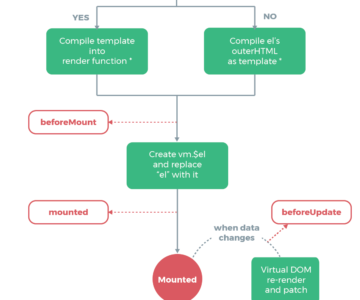 YES
NO
Compile template
into
render function *
Compile el's
outerHTML
as template *
beforeMount
Create vm.$el
and replace
"el" with it
mounted
when data
changes
beforeUpdate
Mounted
Virtual DOM
re-render
and patch